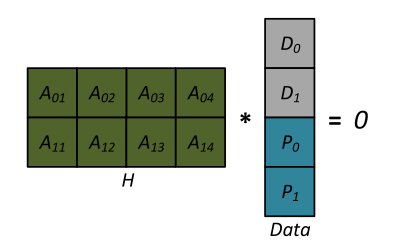 D₀
D₁
A₀₁ A₀₂ A₀₃ A₀₄
A₁₁ A₁₂ A₁₃ A₁₄
*
P₀
P₁
= 0
H
Data